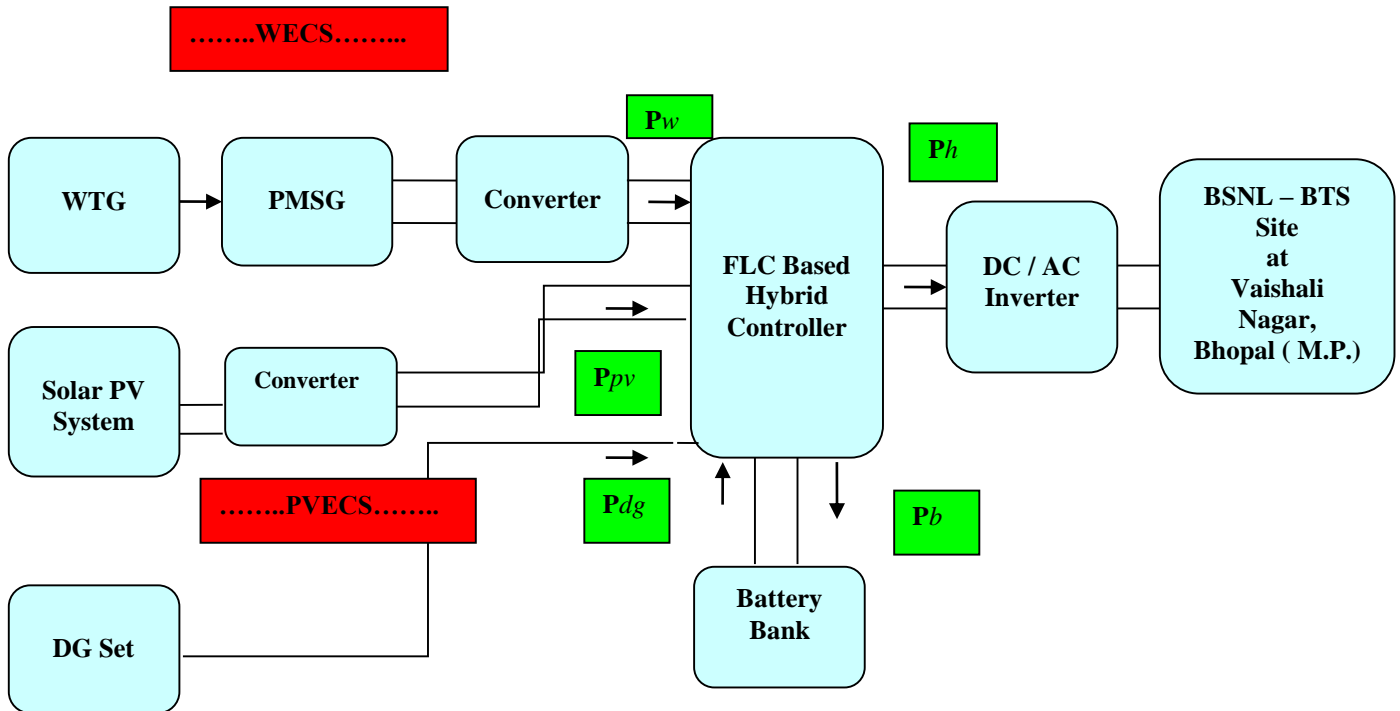 ……..WECS……...
Pw
Ph
WTG
PMSG
Converter
FLC Based
Hybrid
Controller
DC / AC
Inverter
BSNL – BTS
Site
at
Vaishali
Nagar,
Bhopal ( M.P.)
Solar PV
System
Converter
Ppv
……..PVECS……..
Pdg
Pb
DG Set
Battery
Bank